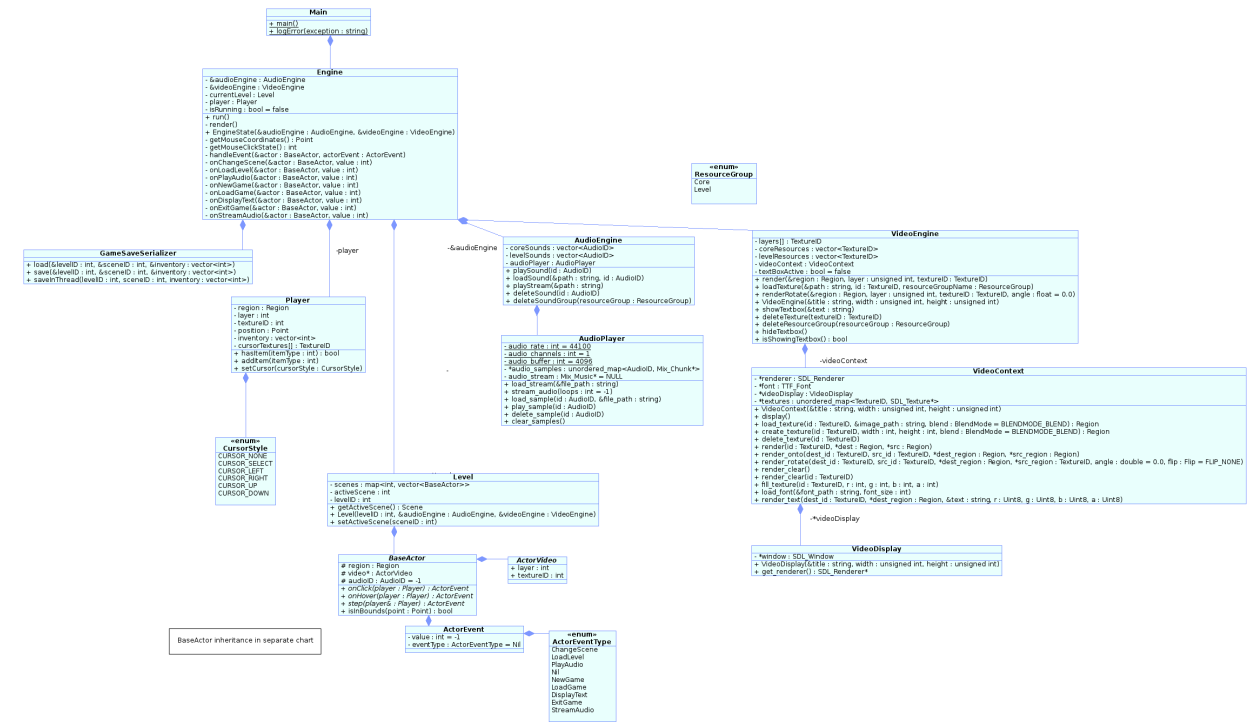 Main
+ main()
+ logError(exception : string)
Engine
- &audioEngine : AudioEngine
- &videoEngine : VideoEngine
- currentLevel : Level
- player : Player
- isRunning : bool = false
+ run()
- render()
+ EngineState(&audioEngine : AudioEngine, &videoEngine : VideoEngine)
- getMouseCoordinates() : Point
- getMouseClickState() : int
- handleEvent(&actor : BaseActor, actorEvent : ActorEvent)
- onChangeScene(&actor : BaseActor, value : int)
- onLoadLevel(&actor : BaseActor, value : int)
- onPlayAudio(&actor : BaseActor, value : int)
- onNewGame(&actor : BaseActor, value : int)
- onLoadGame(&actor : BaseActor, value : int)
- onDisplayText(&actor : BaseActor, value : int)
- onExitGame(&actor : BaseActor, value : int)
- onStreamAudio(&actor : BaseActor, value : int)
«enum»
ResourceGroup
Core
Level
GameSaveSerializer
+ load(&levelID : int, &sceneID : int, &inventory : vector<int>)
+ save(&levelID : int, &sceneID : int, &inventory : vector<int>)
+ saveInThread(levelID : int, sceneID : int, inventory : vector<int>)
-player
-&audioEngine
AudioEngine
- coreSounds : vector<AudioID>
- levelSounds : vector<AudioID>
- audioPlayer : AudioPlayer
+ playSound(id : AudioID)
+ loadSound(&path : string, id : AudioID)
+ playStream(&path : string)
+ deleteSound(id : AudioID)
+ deleteSoundGroup(resourceGroup : ResourceGroup)
VideoEngine
- layers[] : TextureID
- coreResources : vector<TextureID>
- levelResources : vector<TextureID>
- videoContext : VideoContext
- textBoxActive : bool = false
+ render(&region : Region, layer : unsigned int, textureID : TextureID)
+ loadTexture(&path : string, id : TextureID, resourceGroupName : ResourceGroup)
+ renderRotate(&region : Region, layer : unsigned int, textureID : TextureID, angle : float = 0.0)
+ VideoEngine(&title : string, width : unsigned int, height : unsigned int)
+ showTextbox(&text : string)
+ deleteTexture(textureID : TextureID)
+ deleteResourceGroup(resourceGroup : ResourceGroup)
+ hideTextbox()
+ isShowingTextbox() : bool
Player
- region : Region
- layer : int
- textureID : int
- position : Point
- inventory : vector<int>
- cursorTextures[] : TextureID
+ hasItem(itemType : int) : bool
+ addItem(itemType : int)
+ setCursor(cursorStyle : CursorStyle)
AudioPlayer
- audio_rate : int = 44100
- audio_channels : int = 1
- audio_buffer : int = 4096
- *audio_samples : unordered_map<AudioID, Mix_Chunk*>
- audio_stream : Mix_Music* = NULL
+ load_stream(&file_path : string)
+ stream_audio(loops : int = -1)
+ load_sample(id : AudioID, &file_path : string)
+ play_sample(id : AudioID)
+ delete_sample(id : AudioID)
+ clear_samples()
-
-videoContext
VideoContext
- *renderer : SDL_Renderer
- *font : TTF_Font
- *videoDisplay : VideoDisplay
- *textures : unordered_map<TextureID, SDL_Texture*>
+ VideoContext(&title : string, width : unsigned int, height : unsigned int)
+ display()
+ load_texture(id : TextureID, &image_path : string, blend : BlendMode = BLENDMODE_BLEND) : Region
+ create_texture(id : TextureID, width : int, height : int, blend : BlendMode = BLENDMODE_BLEND) : Region
+ delete_texture(id : TextureID)
+ render(id : TextureID, *dest : Region, *src : Region)
+ render_onto(dest_id : TextureID, src_id : TextureID, *dest_region : Region, *src_region : Region)
+ render_rotate(dest_id : TextureID, src_id : TextureID, *dest_region : Region, *src_region : TextureID, angle : double = 0.0, flip : Flip = FLIP_NONE)
+ render_clear()
+ render_clear(id : TextureID)
+ fill_texture(id : TextureID, r : int, g : int, b : int, a : int)
+ load_font(&font_path : string, font_size : int)
+ render_text(dest_id : TextureID, *dest_region : Region, &text : string, r : Uint8, g : Uint8, b : Uint8, a : Uint8)
«enum»
CursorStyle
CURSOR_NONE
CURSOR_SELECT
CURSOR_LEFT
CURSOR_RIGHT
CURSOR_UP
CURSOR_DOWN
Level
- scenes : map<int, vector<BaseActor>>
- activeScene : int
- levelID : int
+ getActiveScene() : Scene
+ Level(levelID : int, &audioEngine : AudioEngine, &videoEngine : VideoEngine)
+ setActiveScene(sceneID : int)
-*videoDisplay
VideoDisplay
- *window : SDL_Window
+ VideoDisplay(&title : string, width : unsigned int, height : unsigned int)
+ get_renderer() : SDL_Renderer*
BaseActor
# region : Region
# video* : ActorVideo
# audioID : AudioID = -1
+ onClick(player : Player) : ActorEvent
+ onHover(player : Player) : ActorEvent
+ step(player& : Player) : ActorEvent
+ isInBounds(point : Point) : bool
ActorVideo
+ layer : int
+ textureID : int
BaseActor inheritance in separate chart
ActorEvent
- value : int = -1
- eventType : ActorEventType = Nil
«enum»
ActorEventType
ChangeScene
LoadLevel
PlayAudio
Nil
NewGame
LoadGame
DisplayText
ExitGame
StreamAudio